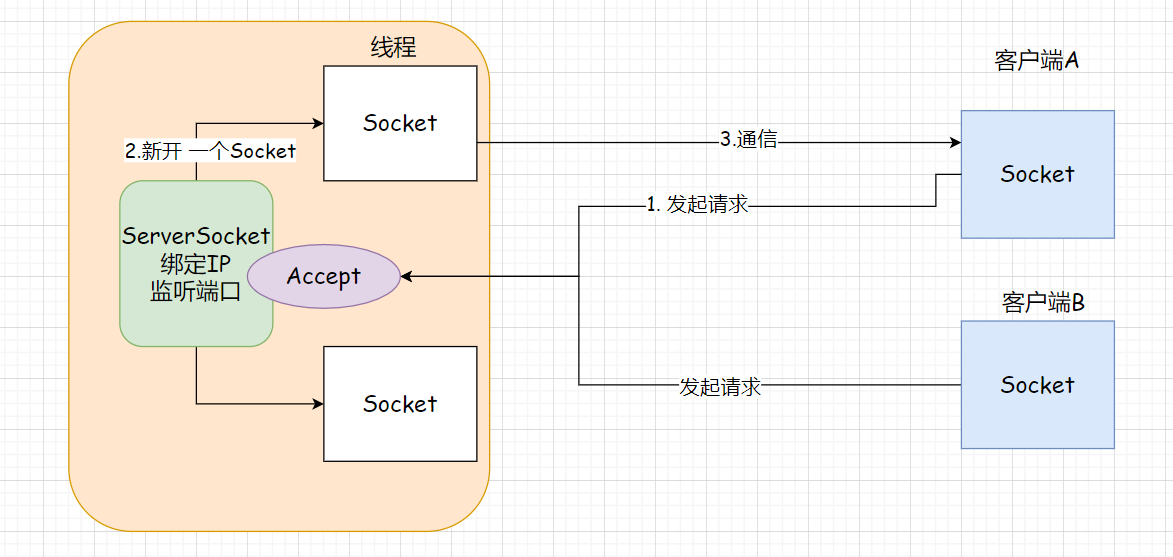 线程
客户端A
Socket
3.通信
2.新开 一个Socket
Socket
1. 发起请求
ServerSocket
绑定IP
监听端口
Accept
客户端B
发起请求
Socket
Socket